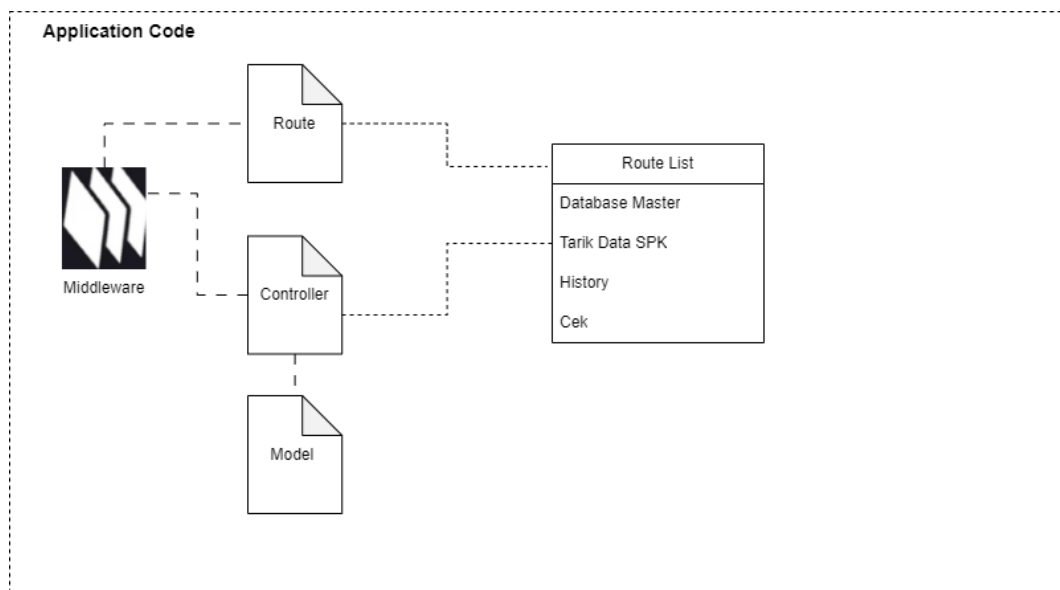 Application Code
Route
Route List
Database Master
Tarik Data SPK
Middleware
Controller
History
Cek
Model